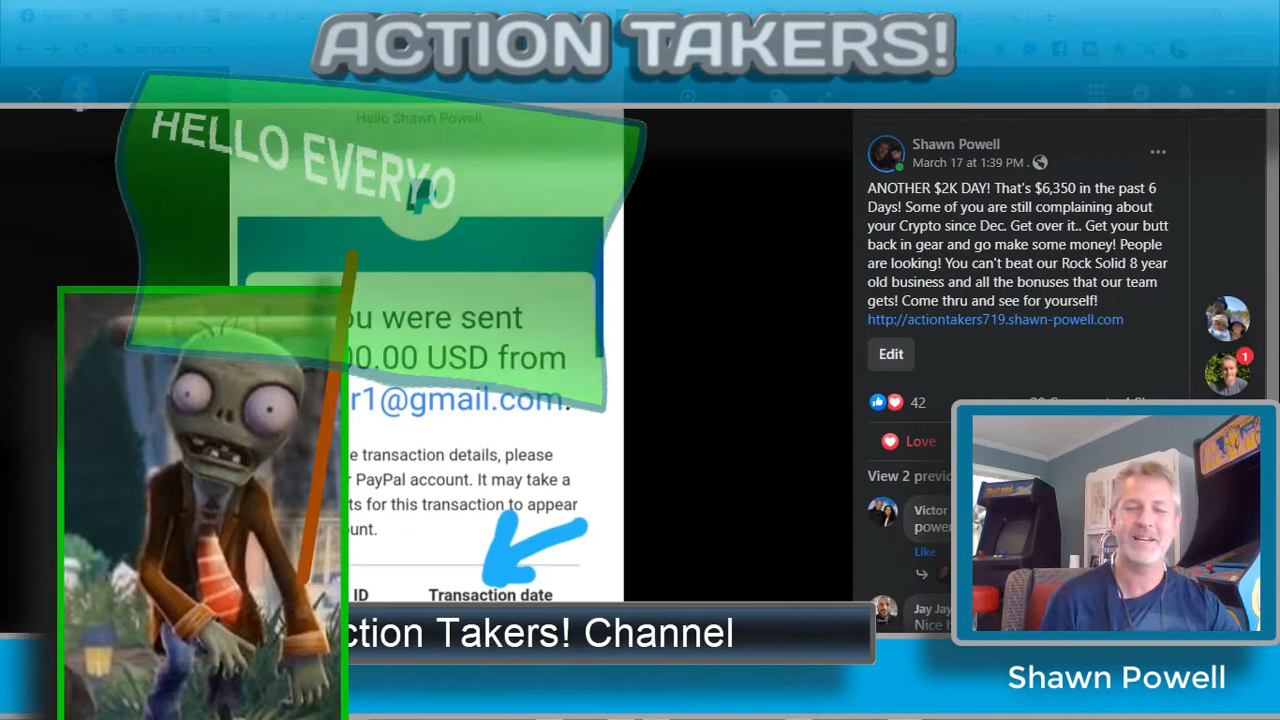 ACTION TAKERS!
Hello Shawn Powell,
HELLO EVERYO
ou were sent
00.00 USD from
r1@gmail.com.
e transaction details, please
PayPal account. It may take a
ts for this transaction to appear
unt.
ID
Transaction date
ction Takers! Channel
Shawn Powell
March 17 at 1:39 PM .
ANOTHER $2K DAY! That's $6,350 in the past 6
Days! Some of you are still complaining about
your Crypto since Dec. Get over it.. Get your butt
back in gear and go make some money! People
are looking! You can't beat our Rock Solid 8 year
old business and all the bonuses that our team
gets! Come thru and see for yourself!
http://actiontakers719.shawn-powell.com
Edit
42
Love
View 2 previo
1
Victor
powe
Like
Jay Jay
Nice b
Shawn Powell